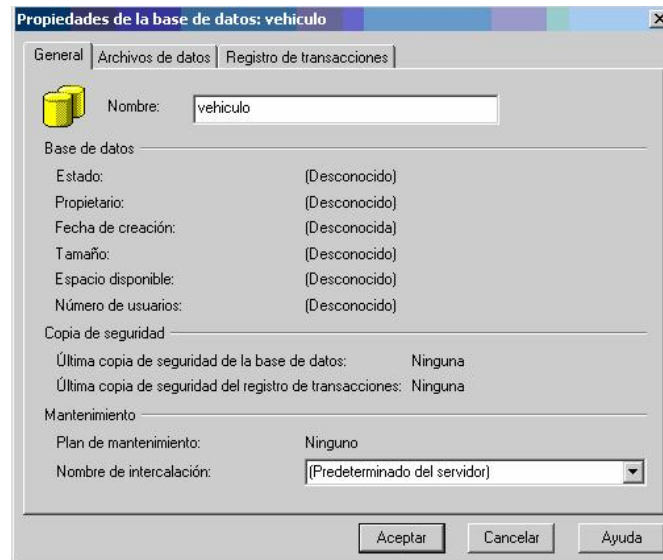 Propiedades de la base de datos: vehiculo
General Archivos de datos Registro de transacciones
Nombre: vehiculo
Base de datos
Estado: (Desconocido)
Propietario: (Desconocido)
Fecha de creación: (Desconocida)
Tamaño: (Desconocido)
Espacio disponible: (Desconocido)
Número de usuarios: (Desconocido)
Copia de seguridad
Última copia de seguridad de la base de datos: Ninguna
Última copia de seguridad del registro de transacciones: Ninguna
Mantenimiento
Plan de mantenimiento: Ninguno
Nombre de intercalación: (Predeterminado del servidor)
Aceptar Cancelar Ayuda